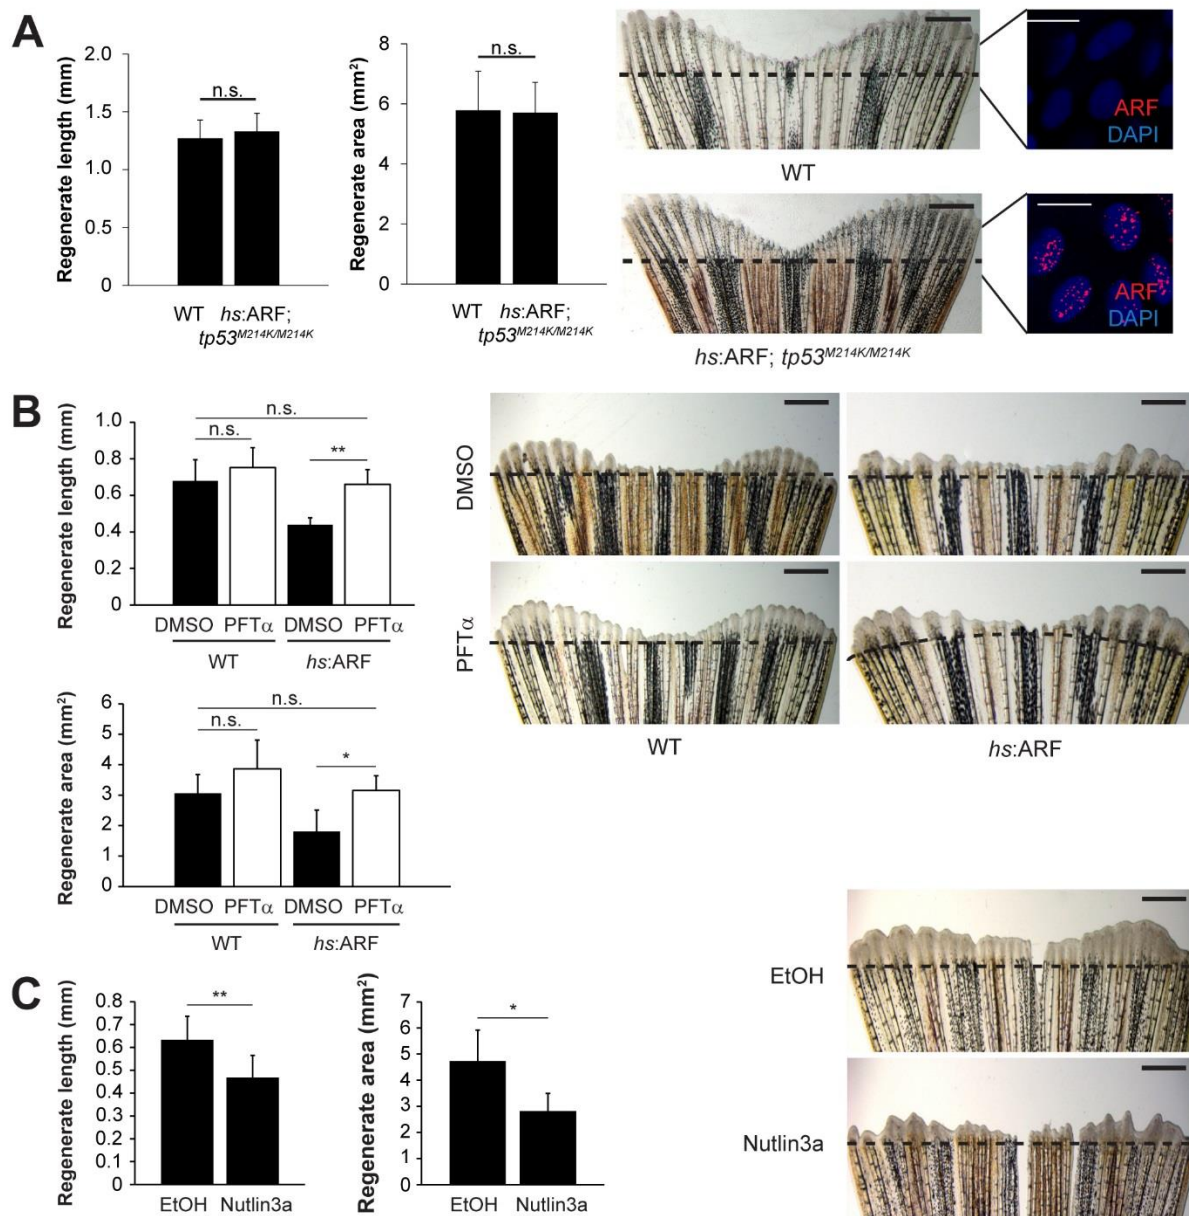 A
Regenerate length (mm)
2.0
1.5
1.0
0.5
0
n.s.
WT hs:ARF;
tp53M214K/M214K
Regenerate area (mm²)
8
6
4
2
0
n.s.
WT hs:ARF;
tp53M214K/M214K
WT
ARF
DAPI
hs:ARF; tp53M214K/M214K
ARF
DAPI
B
Regenerate length (mm)
1.0
0.8
0.6
0.4
0.2
0
n.s.
n.s.
**
DMSO PFTα DMSO PFTα
WT hs:ARF
Regenerate area (mm²)
6
5
4
3
2
1
0
n.s.
n.s.
*
DMSO PFTα DMSO PFTα
WT hs:ARF
DMSO
PFTα
WT hs:ARF
C
Regenerate length (mm)
0.8
0.7
0.6
0.5
0.4
0.3
0.2
0.1
0
**
EtOH Nutlin3a
Regenerate area (mm²)
7
6
5
4
3
2
1
0
*
EtOH Nutlin3a
EtOH
Nutlin3a